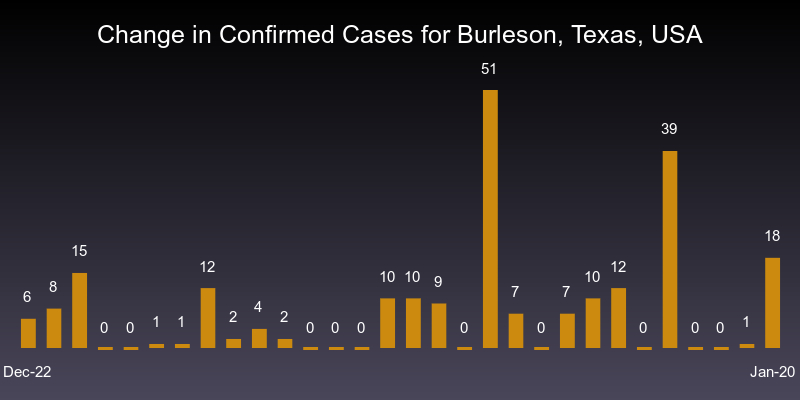 Change in Confirmed Cases for Burleson, Texas, USA
6 8 15 0 0 1 1 12 2 4 2 0 0 0 10 10 9 0 51 7 0 7 10 12 0 39 0 0 1 18
Dec-22 Jan-20